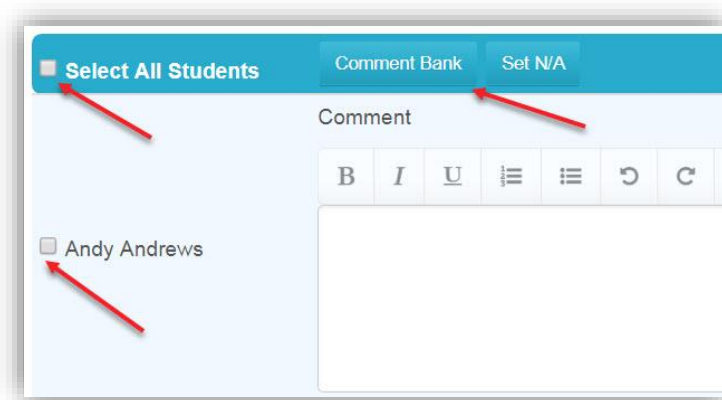 Select All Students Comment Bank Set N/A
Comment
B I U
Andy Andrews